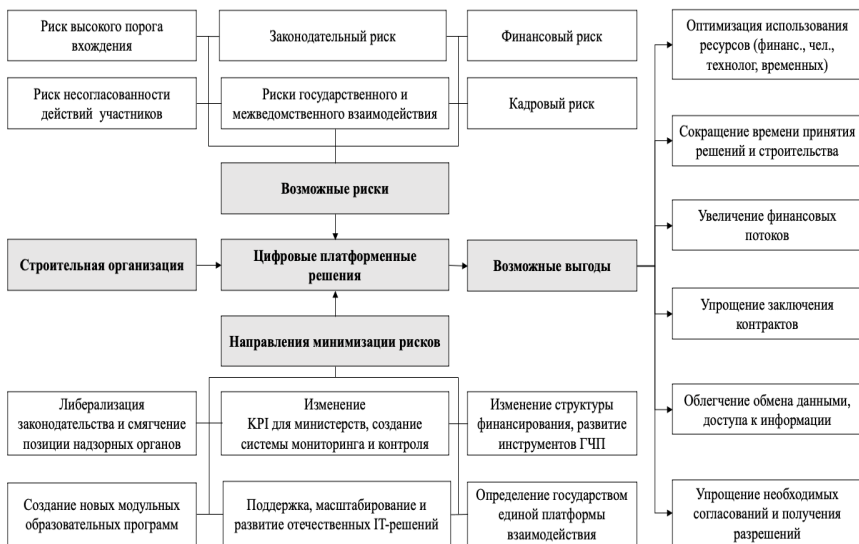 Риск высокого порога
вхождения
Законодательный риск
Финансовый риск
Оптимизация использования
ресурсов (финанс., чел.,
технолог, временных)
Риск несогласованности
действий участников
Риски государственного и
межведомственного взаимодействия
Кадровый риск
Сокращение времени принятия
решений и строительства
Возможные риски
Увеличение финансовых
потоков
Строительная организация
Цифровые платформенные
решения
Возможные выгоды
Упрощение заключения
контрактов
Направления минимизации рисков
Либерализация
законодательства и смягчение
позиции надзорных органов
Изменение
KPI для министерств, создание
системы мониторинга и контроля
Изменение структуры
финансирования, развитие
инструментов ГЧП
Облегчение обмена данными,
доступа к информации
Создание новых модульных
образовательных программ
Поддержка, масштабирование и
развитие отечественных IT-решений
Определение государством
единой платформы
взаимодействия
Упрощение необходимых
согласований и получения
разрешений